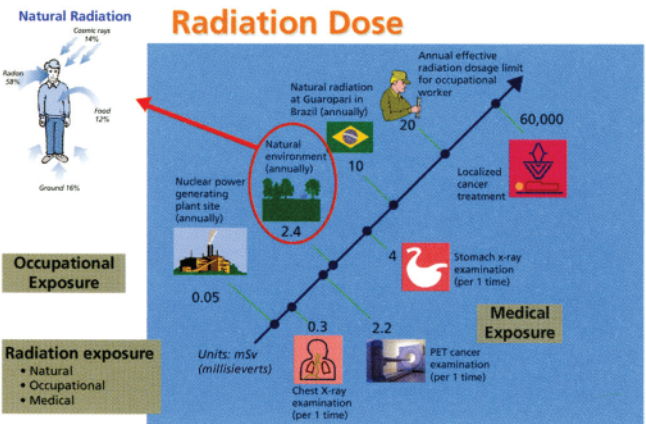 Natural Radiation
Cosmic rays
14%
Radon
58%
Food
12%
Ground 16%
Radiation Dose
Annual effective
radiation dosage limit
for occupational
worker
20
Natural radiation
at Guaropari in
Brazil (annually)
10
60,000
Localized
cancer
treatment
Natural
environment
(annually)
2.4
Nuclear power
generating
plant site
(annually)
0.05
4
Stomach x-ray
examination
(per 1 time)
Occupational
Exposure
Medical
Exposure
0.3
2.2
Units: mSv
(millisieverts)
PET cancer
examination
(per 1 time)
Chest X-ray
examination
(per 1 time)
Radiation exposure
• Natural
• Occupational
• Medical